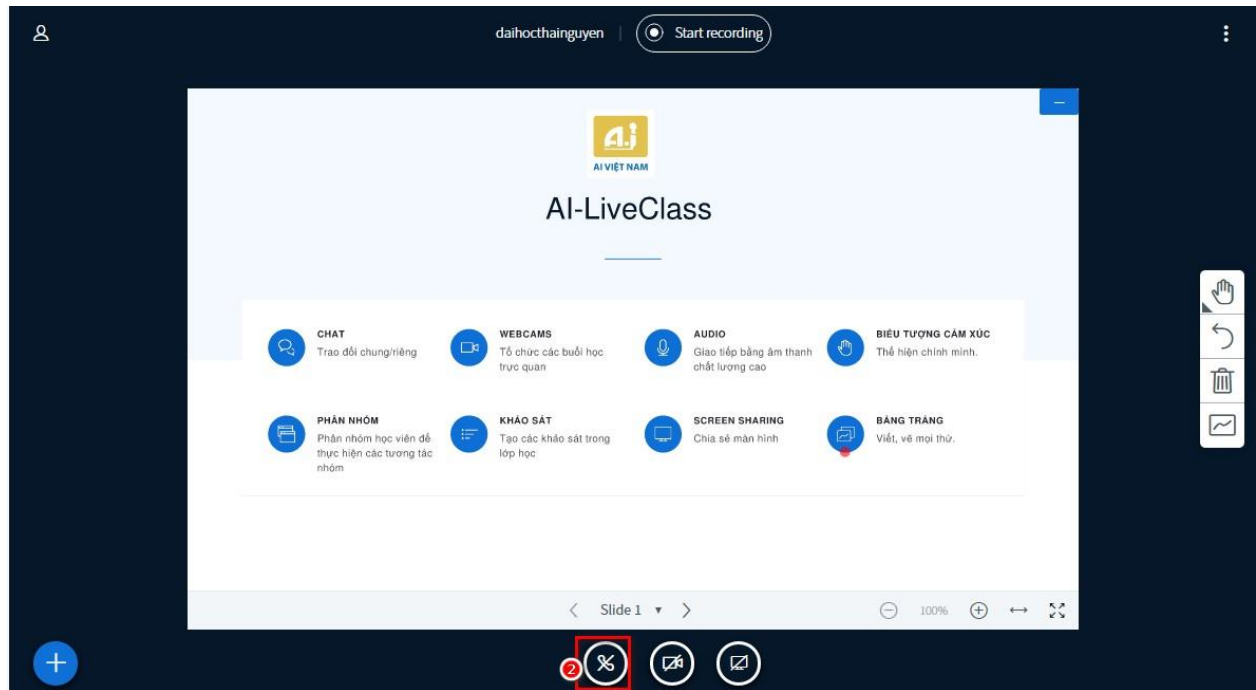 daihocthainguyen
Start recording
A.i
AI VIỆT NAM
AI-LiveClass
CHAT
Trao đổi chung/riêng
WEBCAMS
Tổ chức các buổi học
trực quan
AUDIO
Giao tiếp bằng âm thanh
chất lượng cao
BIỂU TƯỢNG CẢM XÚC
Thể hiện chính mình.
PHÂN NHÓM
Phân nhóm học viên để
thực hiện các tương tác
nhóm
KHẢO SÁT
Tạo các khảo sát trong
lớp học
SCREEN SHARING
Chia sẻ màn hình
BẢNG TRẮNG
Viết, vẽ mọi thứ.
Slide 1
100%
2